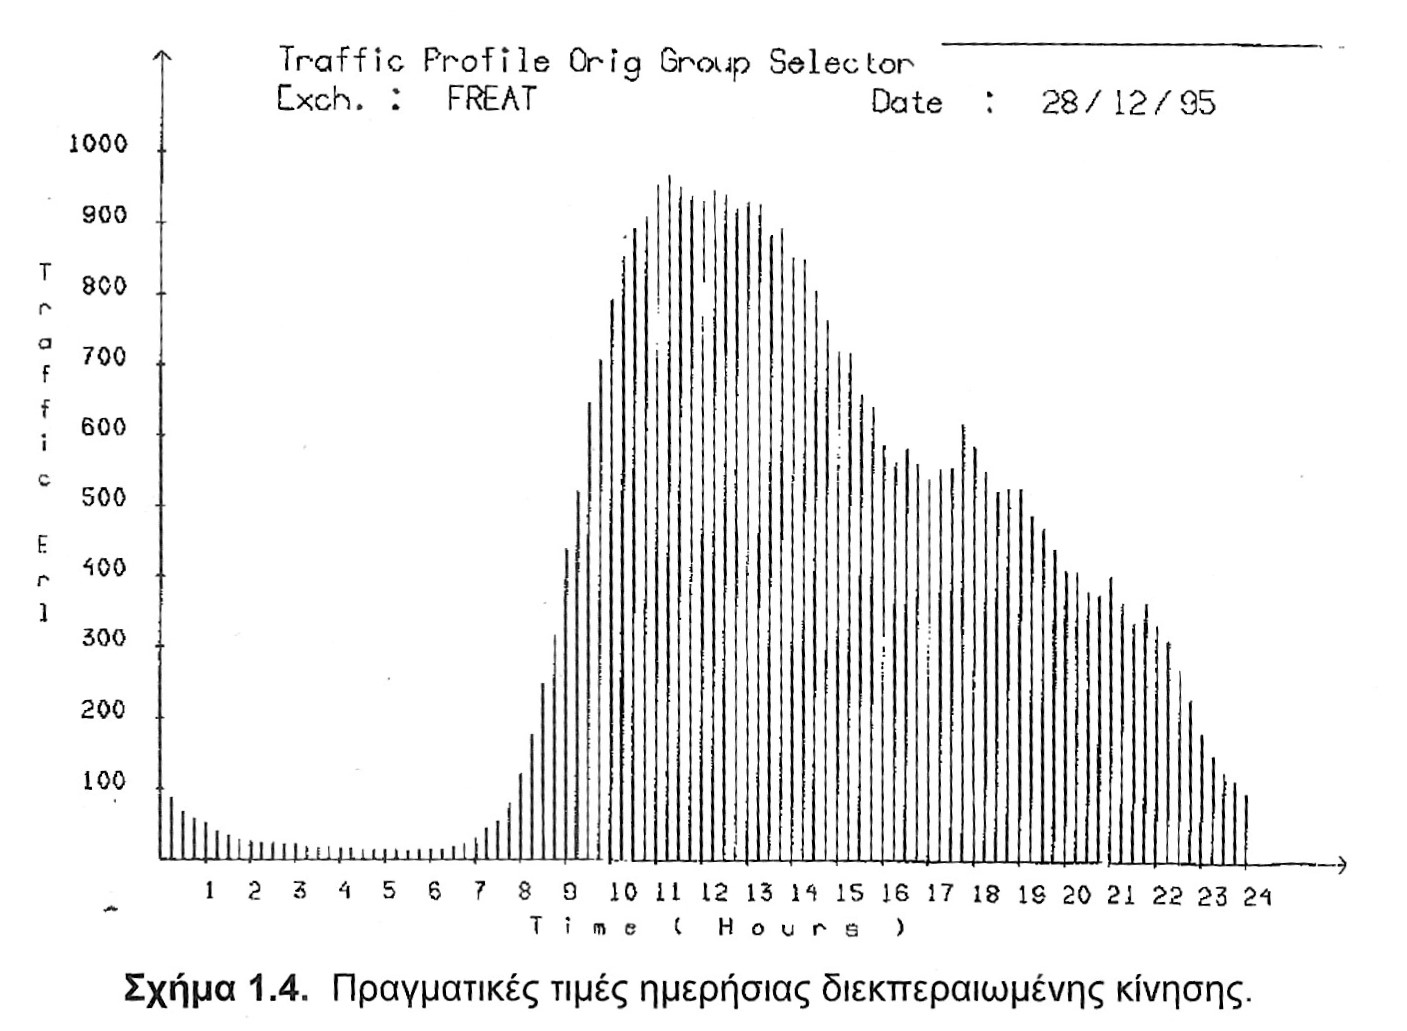 Traffic Profile Orig Group Selector
Exch. : FREAT Date : 28/12/95
1000
900
800
700
600
500
400
300
200
100
Traffic Erl
1 2 3 4 5 6 7 8 9 10 11 12 13 14 15 16 17 18 19 20 21 22 23 24
Time (Hours)
Σχήμα 1.4. Πραγματικές τιμές ημερήσιας διεκπεραιωμένης κίνησης.